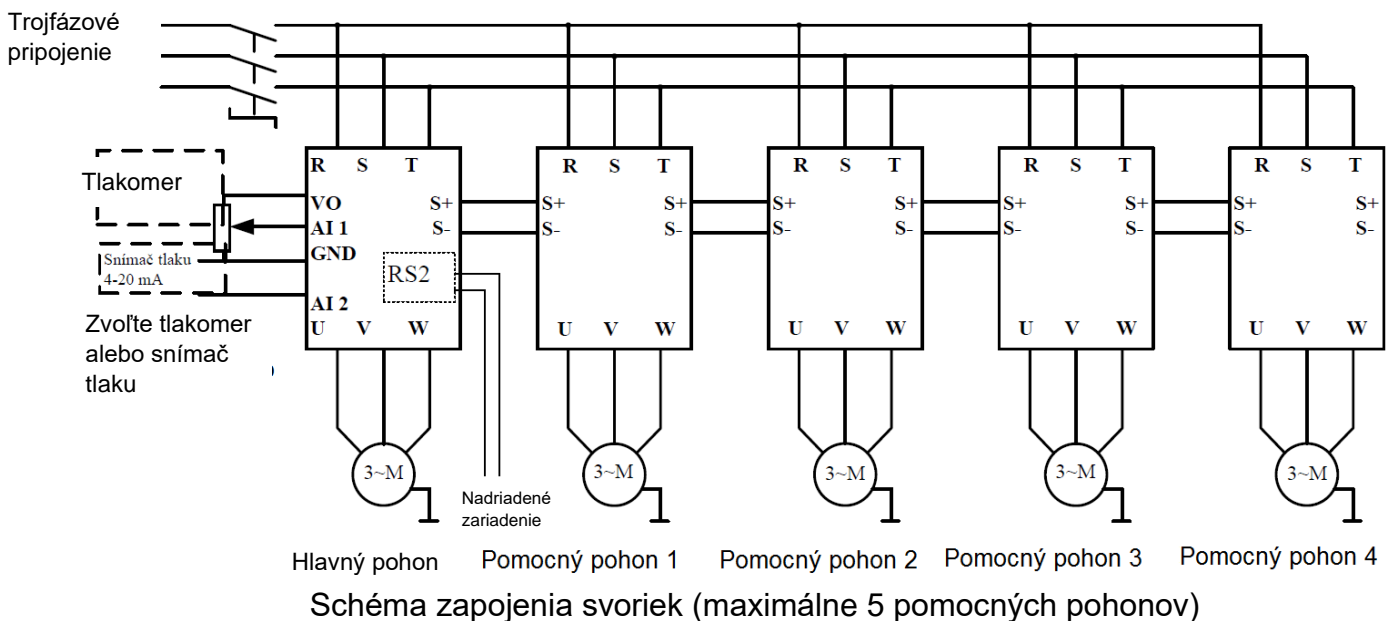 Trojfázové
pripojenie
R S T
R S T
R S T
R S T
R S T
Tlakomer
VO
AI 1
GND
AI 2
S+
S-
S+
S-
S+
S-
S+
S-
S+
S-
S+
S-
S+
S-
S+
S-
S+
S-
Snímač tlaku
4-20 mA
RS2
Zvoľte tlakomer
alebo snímač
tlaku
U V W
U V W
U V W
U V W
U V W
3~M
3~M
3~M
3~M
3~M
Nadriadené
zariadenie
Hlavný pohon
Pomocný pohon 1
Pomocný pohon 2
Pomocný pohon 3
Pomocný pohon 4
Schéma zapojenia svoriek (maximálne 5 pomocných pohonov)